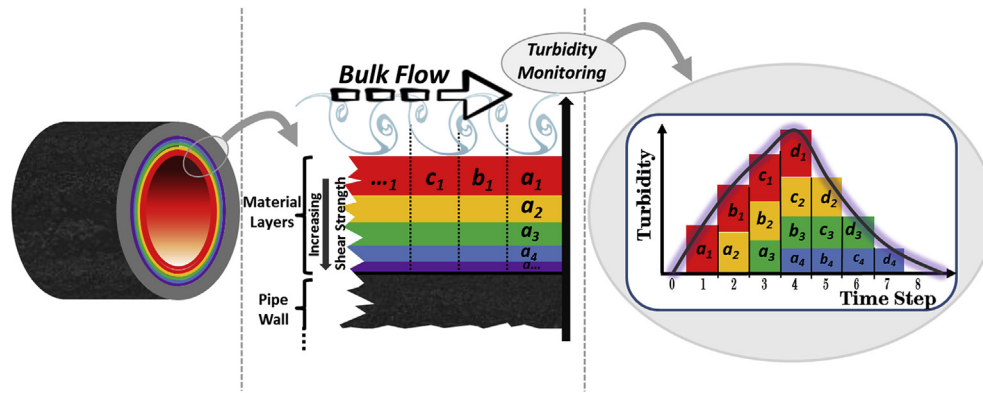 Bulk Flow
Turbidity
Monitoring
Material
Layers
Increasing
Shear Strength
...1 c1 b1 a1
a2
a3
a4
a...
Pipe
Wall
Turbidity
d1
c1 c2 d2
b1 b2 b3 c3 d3
a1 a2 a3 a4 b4 c4 d4
0 1 2 3 4 5 6 7 8
Time Step